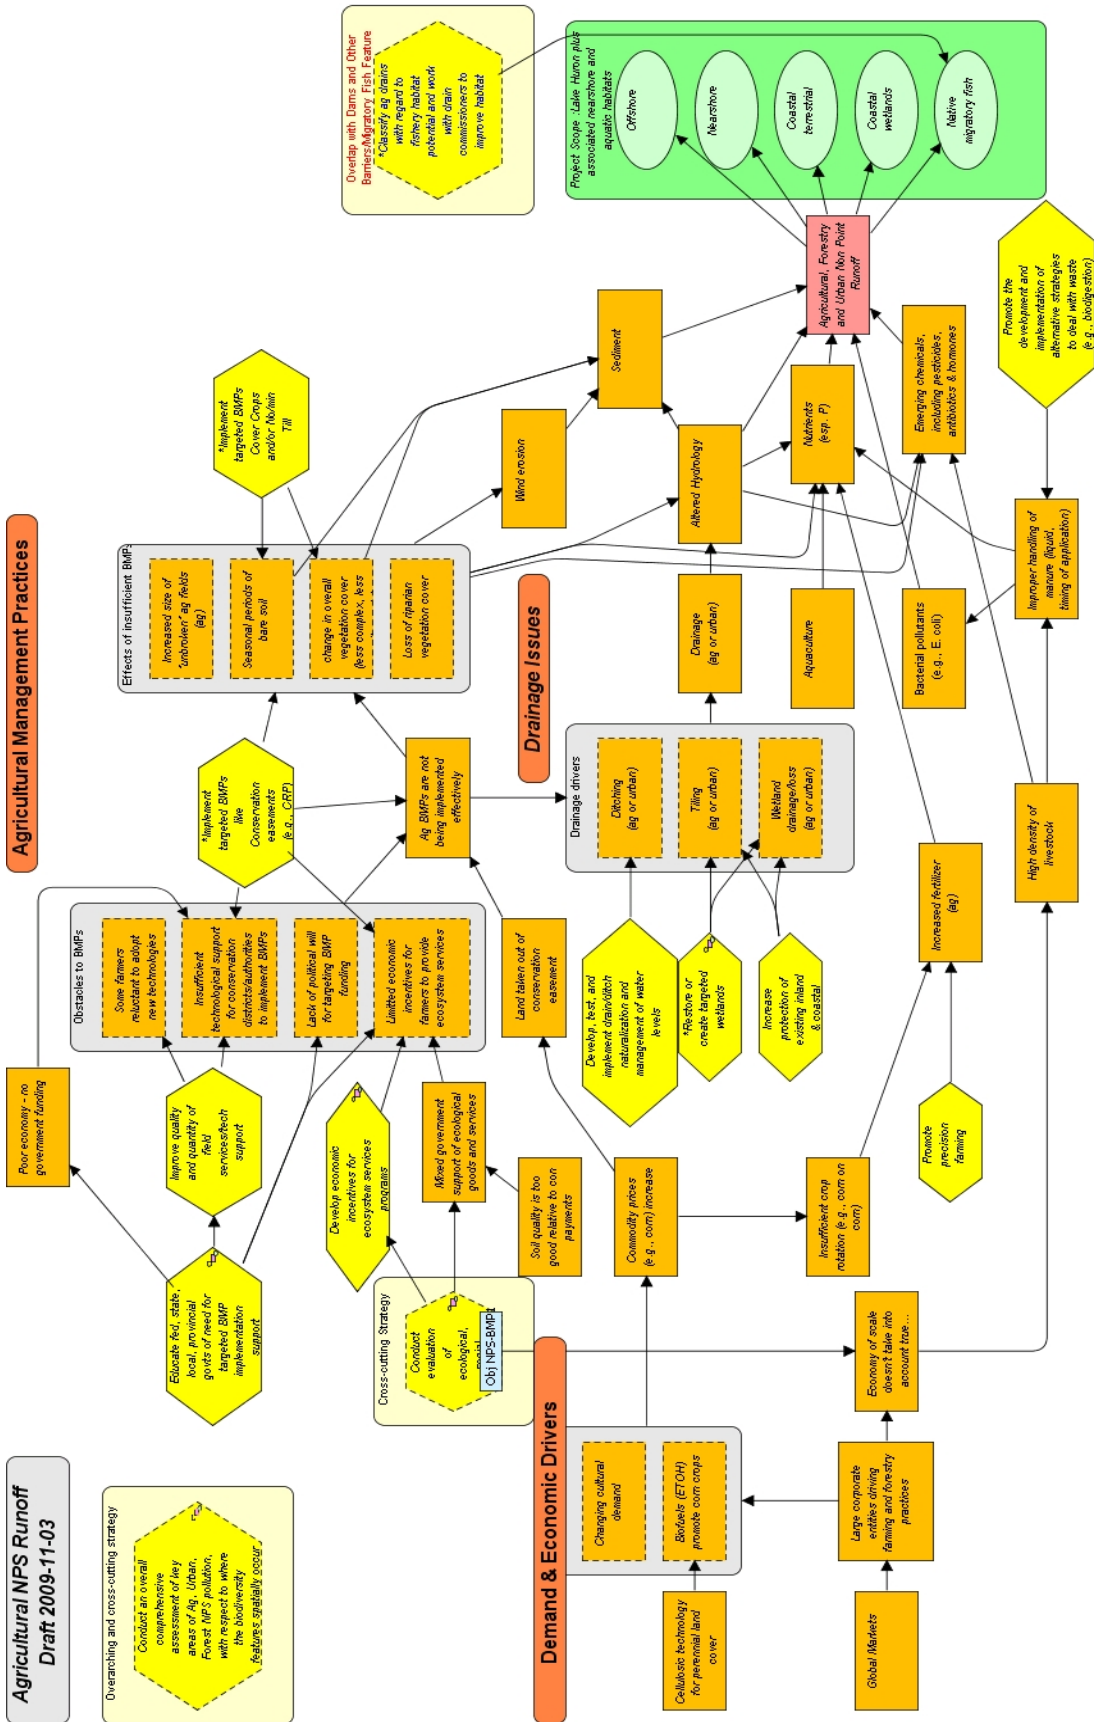 Agricultural NPS Runoff
Draft 2009-11-03
Agricultural Management Practices
Overarching and cross-cutting strategy
Conduct an overall
comprehensive
assessment of key
areas of Ag, Urban,
Forest NPS pollution,
with respect to where
the biodiversity
features spatially occur
Educate fed, state,
local, provincial
govts of need for
targeted BMP
implementation
support
Poor economy - no
government funding
Improve quality
and quantity of
field
services/tech
support
Obstacles to BMPs
Some farmers
reluctant to adopt
new technologies
Insufficient
technological support
for conservation
districts/authorities
to implement BMPs
Lack of political will
for targeting BMP
funding
Limitted economic
incentives for
farmers to provide
ecosystem services
*Implement
targeted BMPs
like
Conservation
easements
(e.g., CRP)
Ag BMPs are not
being implemented
effectively
Effects of insufficient BMPs
Increased size of
"unbroken" ag fields
(ag)
Seasonal periods of
bare soil
change in overall
vegetation cover
(less complex, less
Loss of riparian
vegetation cover
*Implement
targeted BMPs
Cover Crops
and/or No/min
Till
Overlap with Dams and Other
Barriers/Migratory Fish Feature
*Classify ag drains
with regard to
fishery habitat
potential and work
with drain
commissioners to
improve habitat
Cross-cutting Strategy
Conduct
evaluation
of
ecological,
Obj NPS-BMP1
Develop economic
incentives for
ecosystem services
programs
Mixed government
support of ecological
goods and services
Soil quality is too
good relative to con
payments
Land taken out of
conservation
easement
Wind erosion
Sediment
Drainage Issues
Drainage drivers
Ditching
(ag or urban)
Tiling
(ag or urban)
Wetland
drainage/loss
(ag or urban)
Develop, test, and
implement drain/ditch
naturalization and
management of water
levels
*Restore or
create targeted
wetlands
Increase
protection of
existing inland
& coastal
Drainage
(ag or urban)
Altered Hydrology
Aquaculture
Nutrients
(esp. P)
Bacterial pollutants
(e.g., E. coli)
Emerging chemicals,
including pesticides,
antibiotics & hormones
Agricultural, Forestry
and Urban Non Point
Runoff
Project Scope :Lake Huron plus
associated nearshore and
aquatic habitats
Offshore
Nearshore
Coastal
terrestrial
Coastal
wetlands
Native
migratory fish
Demand & Economic Drivers
Changing cultural
demand
Biofuels (ETOH)
promote corn crops
Cellulosic technology
for perennial land
cover
Global Markets
Large corporate
entities driving
farming and forestry
practices
Economy of scale
doesn't take into
account true...
Commodity prices
(e.g., corn) increase
Insufficient crop
rotation (e.g., corn on
corn)
Promote
precision
farming
Increased fertilizer
(ag)
High density of
livestock
Improper handling of
manure (liquid,
timing of application)
Promote the
development and
implementation of
alternative strategies
to deal with waste
(e.g., biodigestion)